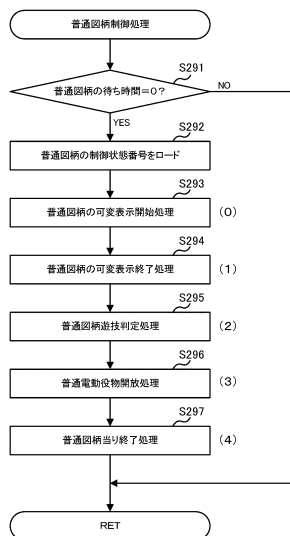 普通図柄制御処理
S291
普通図柄の待ち時間=0?
NO
YES
S292
普通図柄の制御状態番号をロード
S293
普通図柄の可変表示開始処理
(0)
S294
普通図柄の可変表示終了処理
(1)
S295
普通図柄遊技判定処理
(2)
S296
普通電動役物開放処理
(3)
S297
普通図柄当り終了処理
(4)
RET